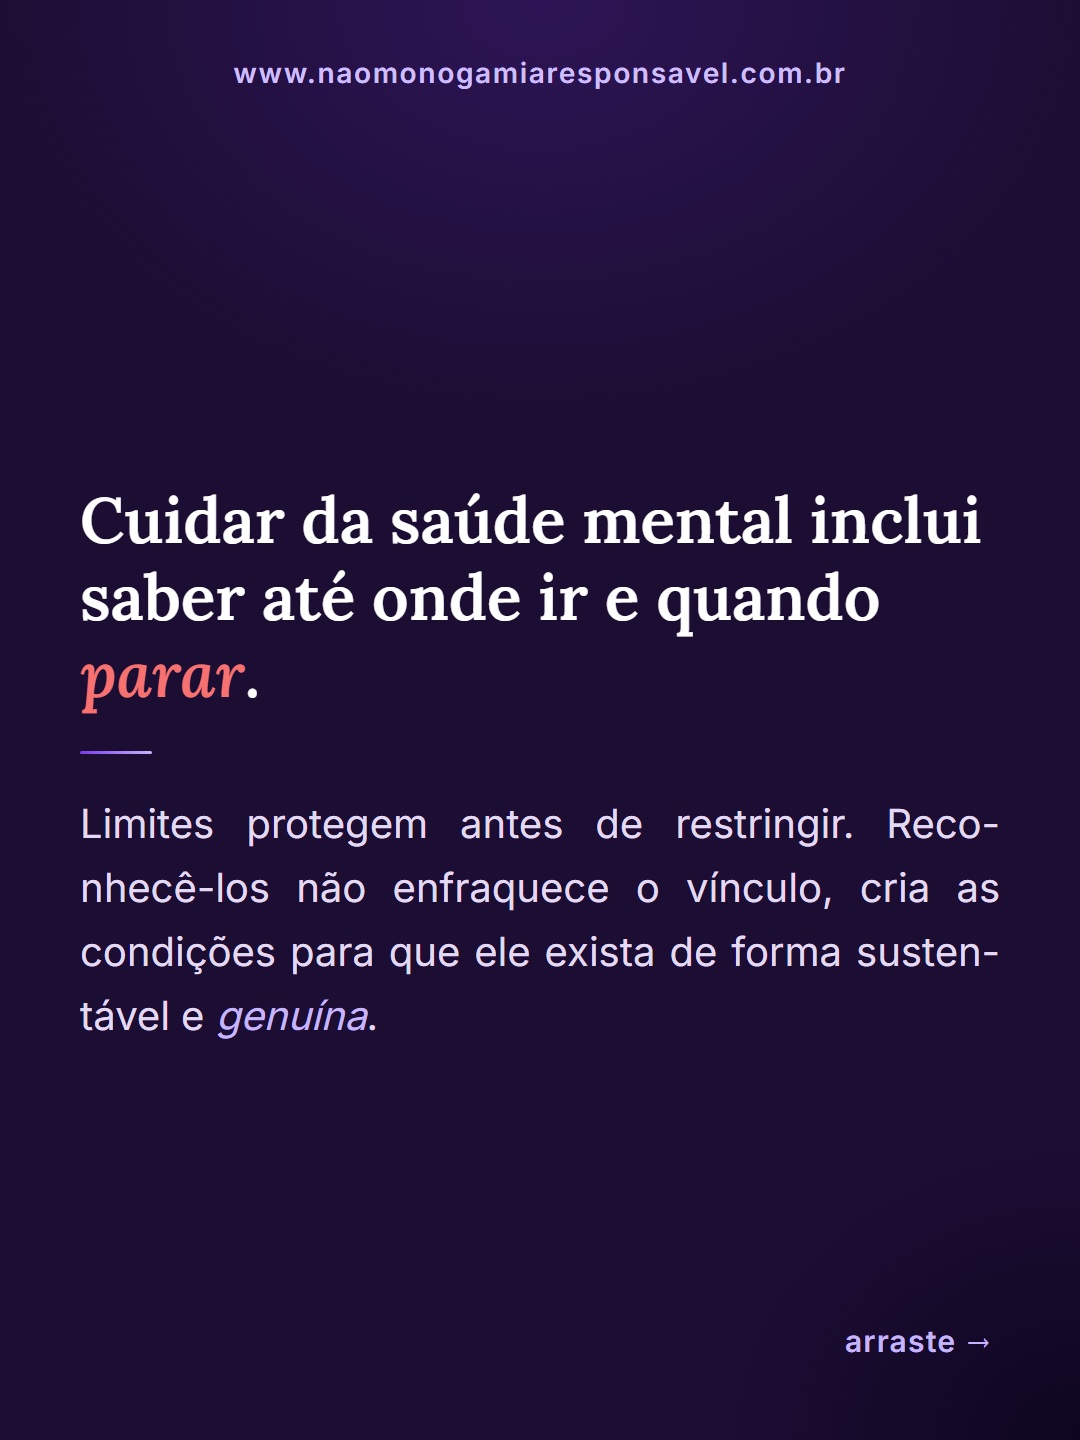 www.naomonogamiaresponsavel.com.br
Cuidar da saúde mental inclui
saber até onde ir e quando
parar.
Limites protegem antes de restringir. Reco-
nhecê-los não enfraquece o vínculo, cria as
condições para que ele exista de forma susten-
tável e genuína.
arraste →